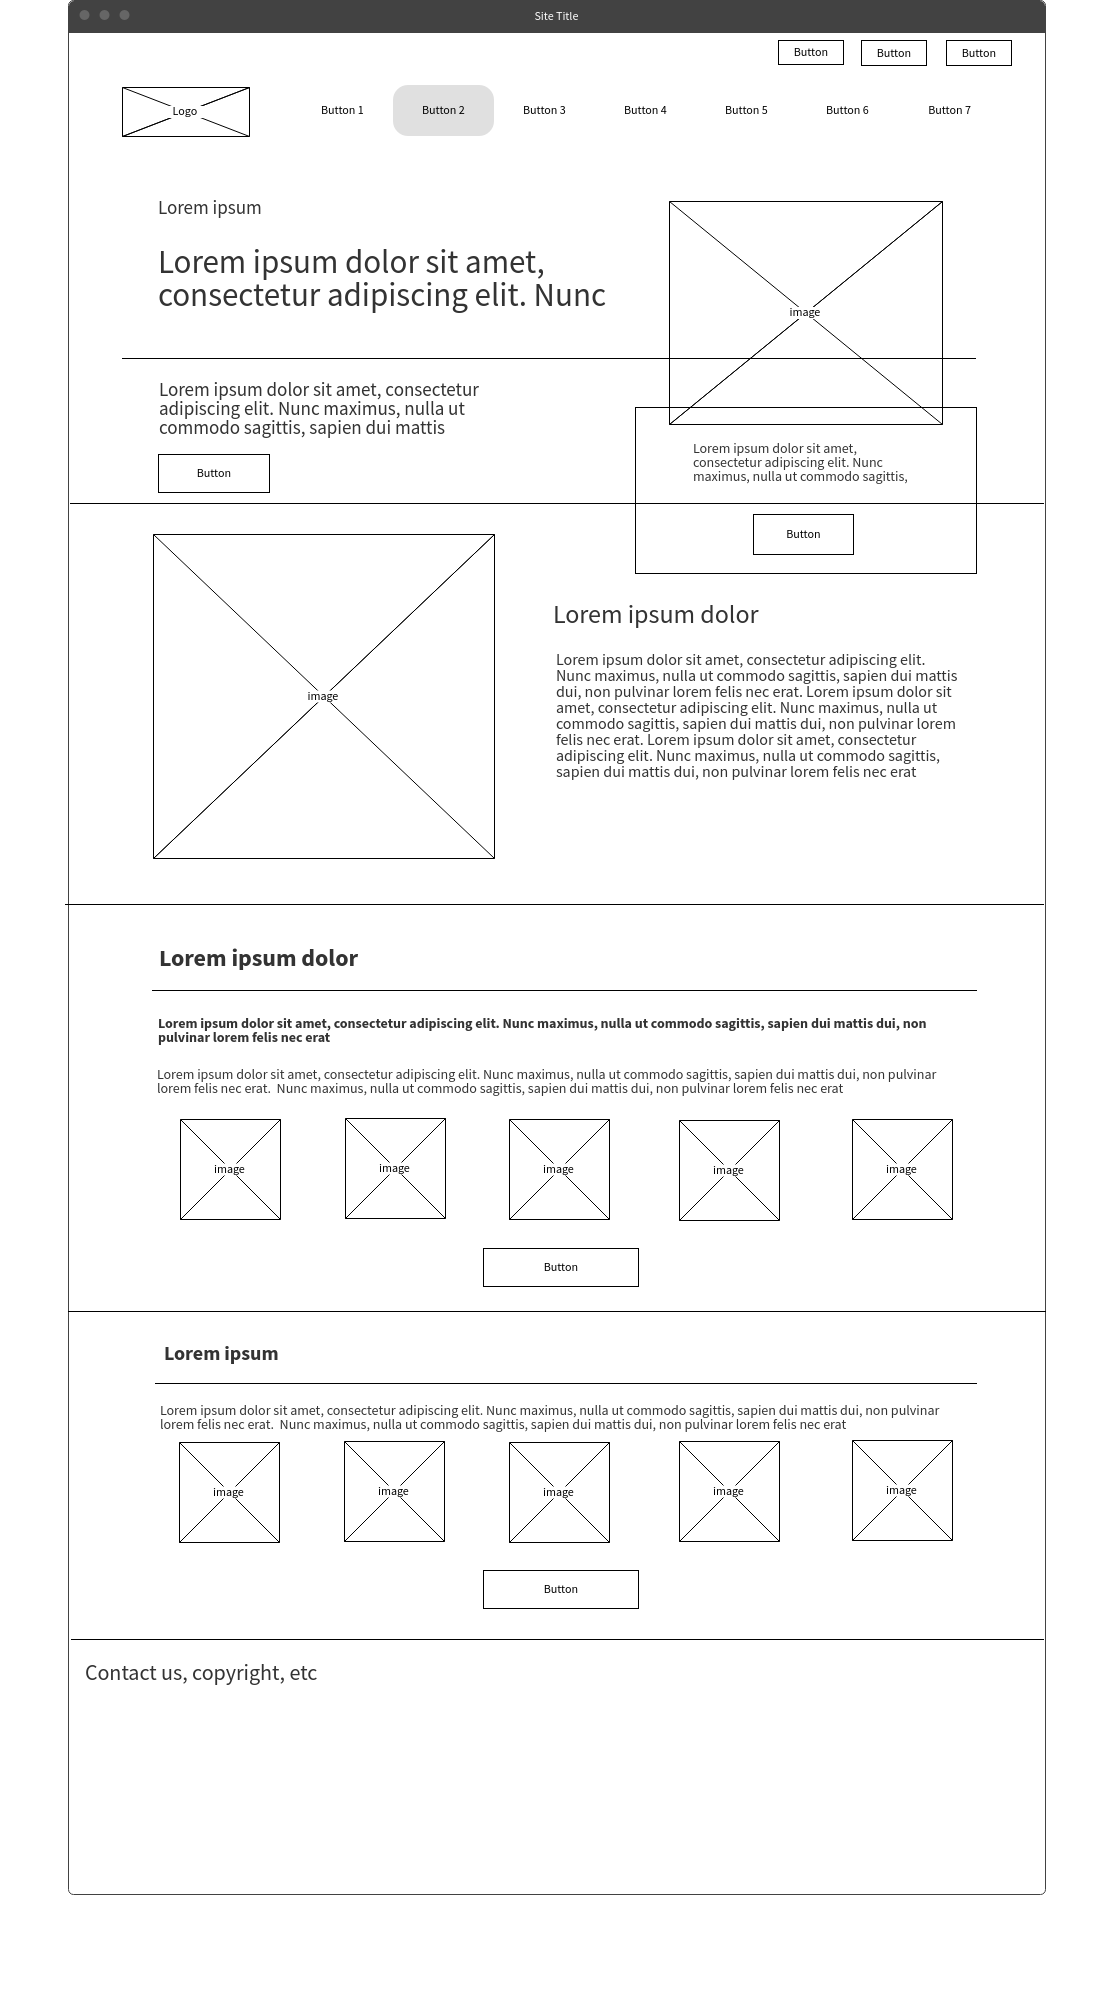 Site Title
Button
Button
Button
Logo
Button 1
Button 2
Button 3
Button 4
Button 5
Button 6
Button 7
Lorem ipsum
Lorem ipsum dolor sit amet,
consectetur adipiscing elit. Nunc
image
Lorem ipsum dolor sit amet, consectetur
adipiscing elit. Nunc maximus, nulla ut
commodo sagittis, sapien dui mattis
Button
Lorem ipsum dolor sit amet,
consectetur adipiscing elit. Nunc
maximus, nulla ut commodo sagittis,
Button
image
Lorem ipsum dolor
Lorem ipsum dolor sit amet, consectetur adipiscing elit.
Nunc maximus, nulla ut commodo sagittis, sapien dui mattis
dui, non pulvinar lorem felis nec erat. Lorem ipsum dolor sit
amet, consectetur adipiscing elit. Nunc maximus, nulla ut
commodo sagittis, sapien dui mattis dui, non pulvinar lorem
felis nec erat. Lorem ipsum dolor sit amet, consectetur
adipiscing elit. Nunc maximus, nulla ut commodo sagittis,
sapien dui mattis dui, non pulvinar lorem felis nec erat
Lorem ipsum dolor
Lorem ipsum dolor sit amet, consectetur adipiscing elit. Nunc maximus, nulla ut commodo sagittis, sapien dui mattis dui, non
pulvinar lorem felis nec erat
Lorem ipsum dolor sit amet, consectetur adipiscing elit. Nunc maximus, nulla ut commodo sagittis, sapien dui mattis dui, non pulvinar
lorem felis nec erat.  Nunc maximus, nulla ut commodo sagittis, sapien dui mattis dui, non pulvinar lorem felis nec erat
image
image
image
image
image
Button
Lorem ipsum
Lorem ipsum dolor sit amet, consectetur adipiscing elit. Nunc maximus, nulla ut commodo sagittis, sapien dui mattis dui, non pulvinar
lorem felis nec erat.  Nunc maximus, nulla ut commodo sagittis, sapien dui mattis dui, non pulvinar lorem felis nec erat
image
image
image
image
image
Button
Contact us, copyright, etc